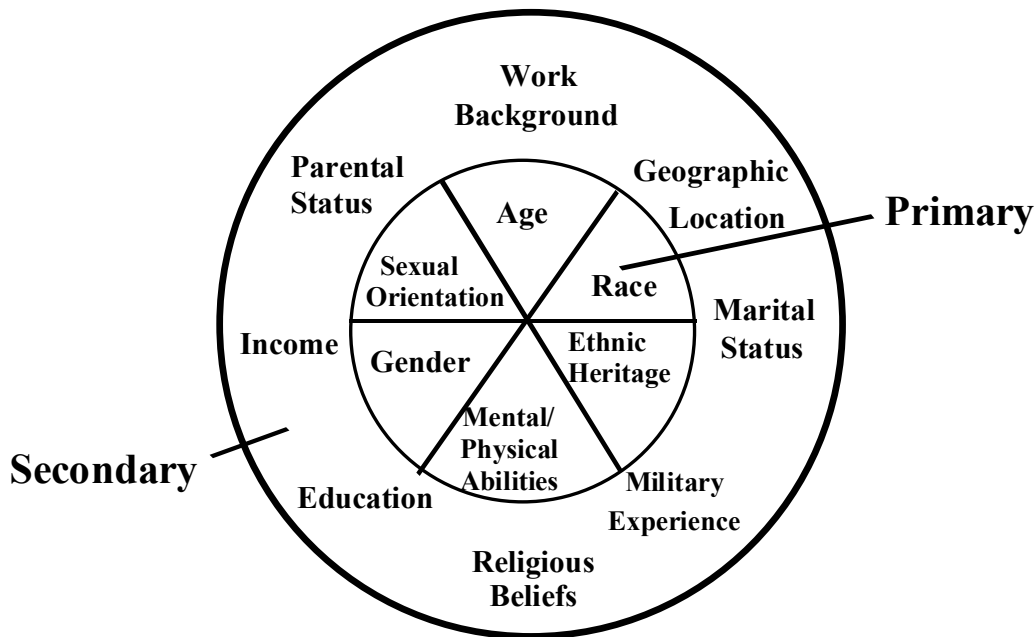 Work
Background
Parental
Status
Geographic
Location
Primary
Age
Sexual
Orientation
Race
Income
Gender
Ethnic
Heritage
Marital
Status
Secondary
Mental/
Physical
Abilities
Education
Military
Experience
Religious
Beliefs